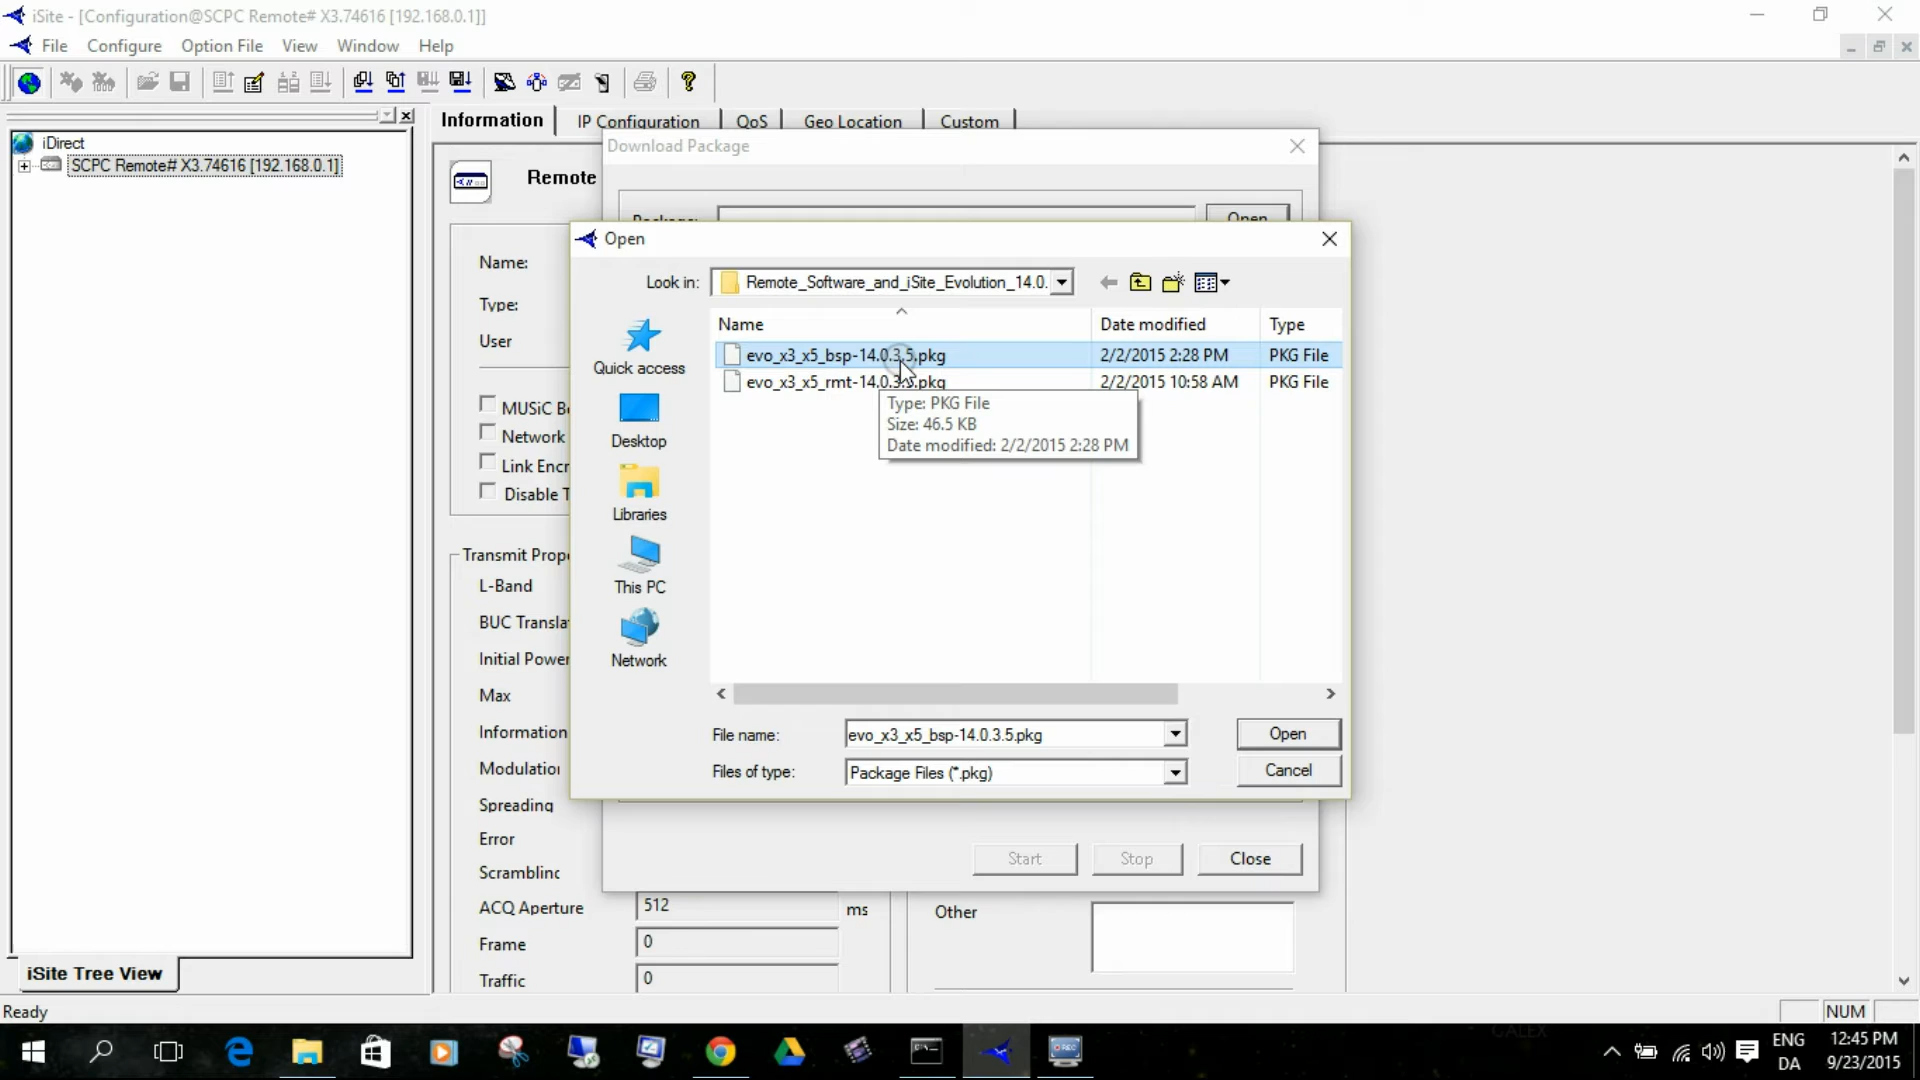 iSite - [Configuration@SCPC Remote# X3.74616 [192.168.0.1]]
File Configure Option File View Window Help
iDirect
SCPC Remote# X3.74616 [192.168.0.1]
Information IP Configuration QoS Geo Location Custom
Download Package
Remote
Package:
Open
Name:
Type:
User
MUSiC
Network
Link
Disable
Transmit
L-Band
BUC
Initial
Max
Information
Spreading
Error
ACQ Aperture 512 ms
Frame 0
Traffic 0
Other
Open
Look in: Remote_Software_and_iSite_Evolution_14.0.
Name Date modified Type
evo_x3_x5_bsp-14.0.3.5.pkg 2/2/2015 2:28 PM PKG File
evo_x3_x5_rmt-14.0.3.5.pkg 2/2/2015 10:58 AM PKG File
Type: PKG File
Size: 46.5 KB
Date modified: 2/2/2015 2:28 PM
Quick access
Desktop
Libraries
This PC
Network
File name: evo_x3_x5_bsp-14.0.3.5.pkg Open
Files of type: Package Files (*.pkg) Cancel
Start Stop Close
iSite Tree View
Ready NUM
ENG 12:45 PM
DA 9/23/2015